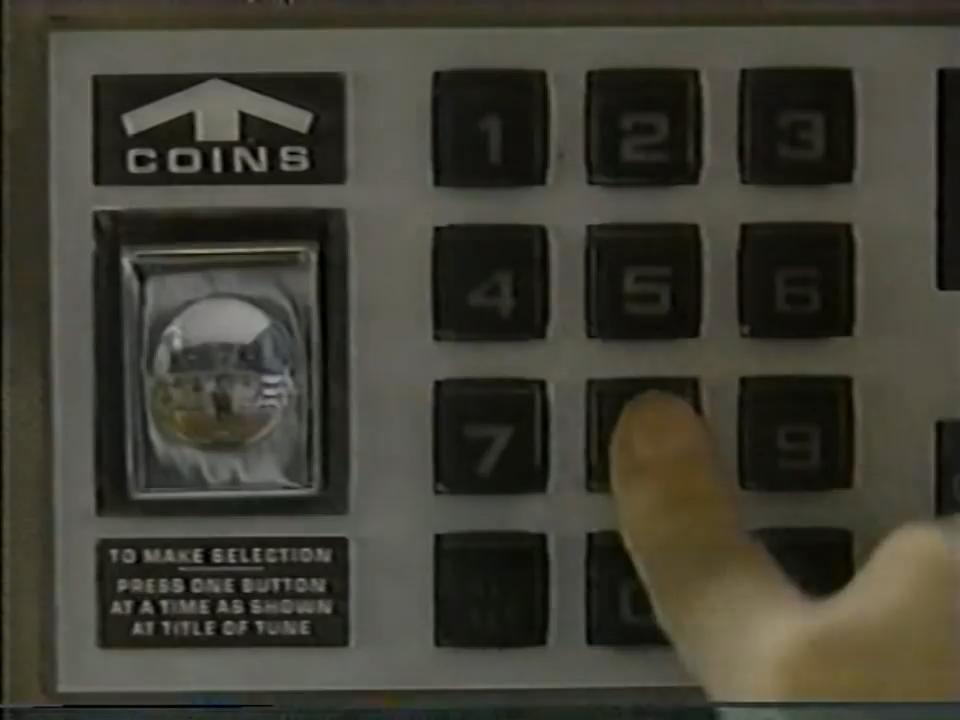 COINS
1 2 3
4 5 6
7 9
TO MAKE SELECTION
PRESS ONE BUTTON
AT A TIME AS SHOWN
AT TITLE OF TUNE